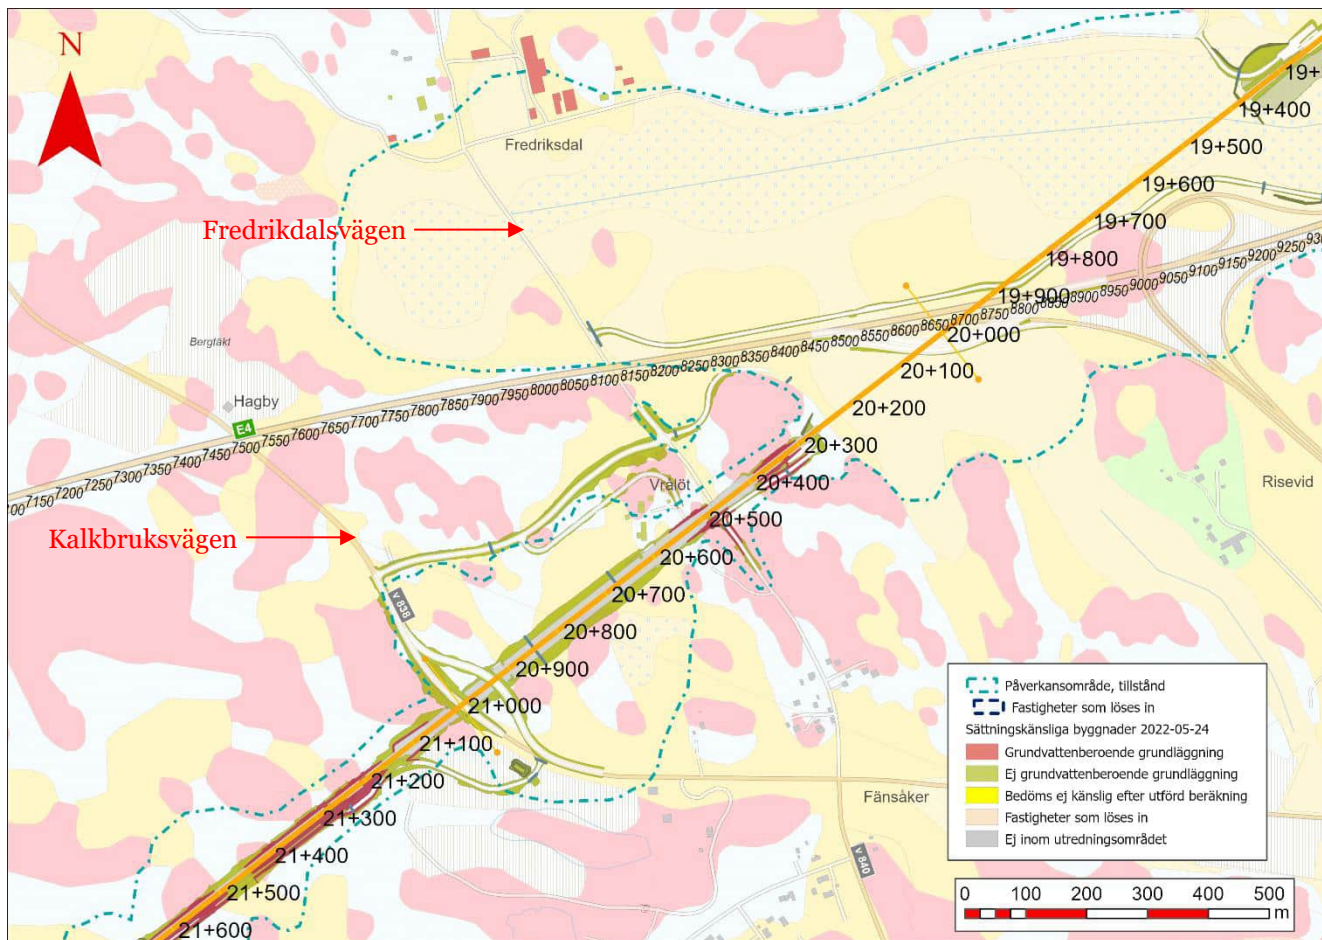 N
Fredriksdal
Fredrikdalsvägen
Bergtäkt
Hagby
E4
Kalkbruksvägen
Vrålöt
Risevid
Fänsåker
v 838
v 840
19+
19+400
19+500
19+600
19+700
19+800
19+900
20+000
20+100
20+200
20+300
20+400
20+500
20+600
20+700
20+800
20+900
21+000
21+100
21+200
21+300
21+400
21+500
21+600
7150 7200 7250 7300 7350 7400 7450 7500 7550 7600 7650 7700 7750 7800 7850 7900 7950 8000 8050 8100 8150 8200 8250 8300 8350 8400 8450 8500 8550 8600 8650 8700 8750 8800 8850 8900 8950 9000 9050 9100 9150 9200 9250
Påverkansområde, tillstånd
Fastigheter som löses in
Sättningskänsliga byggnader 2022-05-24
Grundvattenberoende grundläggning
Ej grundvattenberoende grundläggning
Bedöms ej känslig efter utförd beräkning
Fastigheter som löses in
Ej inom utredningsområdet
0 100 200 300 400 500
m